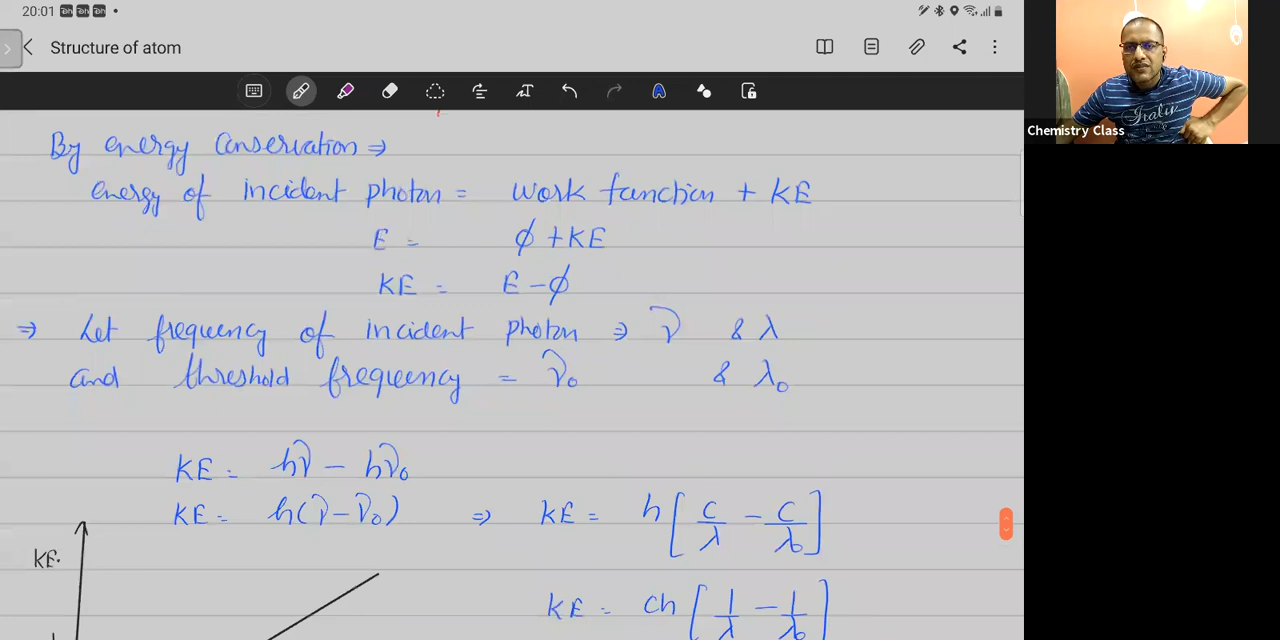 20:01
Structure of atom
Chemistry Class
By energy conservation ⇒
energy of incident photon = work function + KE
E = ϕ + KE
KE = E − ϕ
⇒ Let frequency of incident photon ⇒ ν & λ
and threshold frequency = ν₀ & λ₀
KE = hν − hν₀
KE = h(ν − ν₀) ⇒ KE = h[c/λ − c/λ₀]
KE.
KE = ch[1/λ − 1/λ₀]